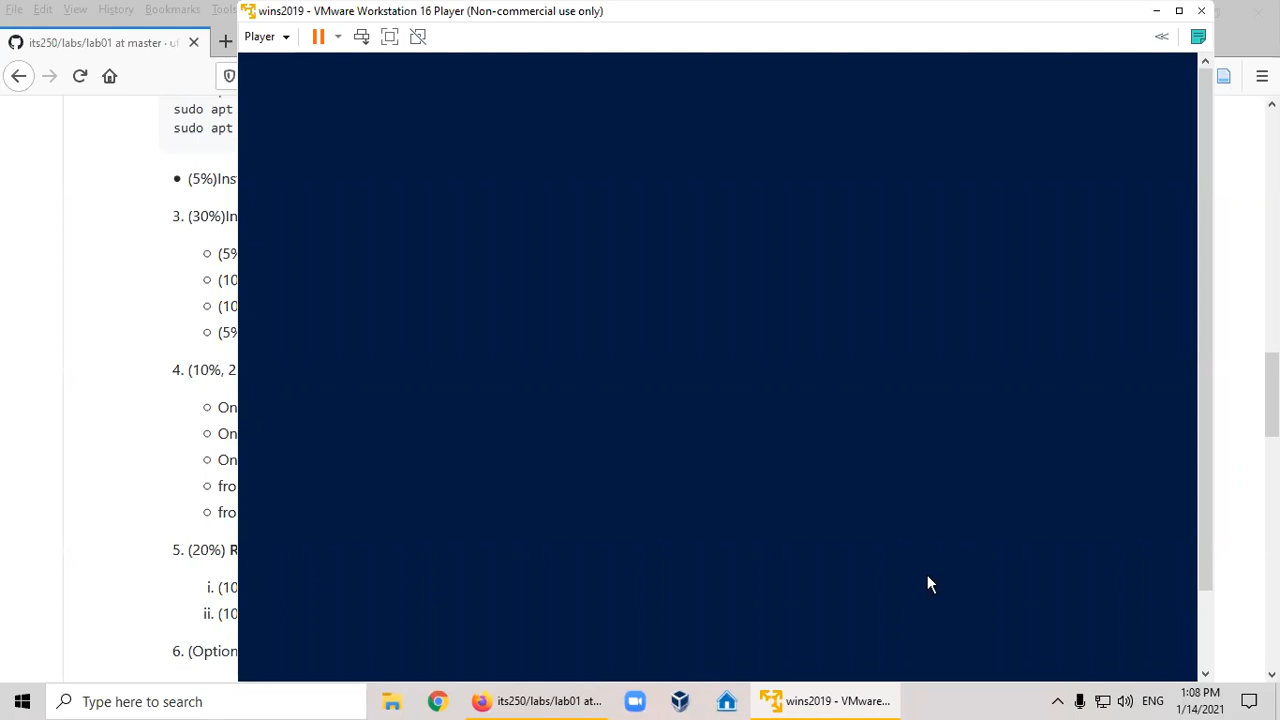 File Edit View History Bookmarks Tools
wins2019 - VMware Workstation 16 Player (Non-commercial use only)
its250/labs/lab01 at master · uf
Player
sudo apt
sudo apt
(5%)Ins
3. (30%)In
(5%
(10
(10
(5%
4. (10%, 2
On
On
On
fro
fro
5. (20%) R
i. (10
ii. (10
6. (Option
Type here to search
its250/labs/lab01 at...
wins2019 - VMware...
ENG
1:08 PM
1/14/2021